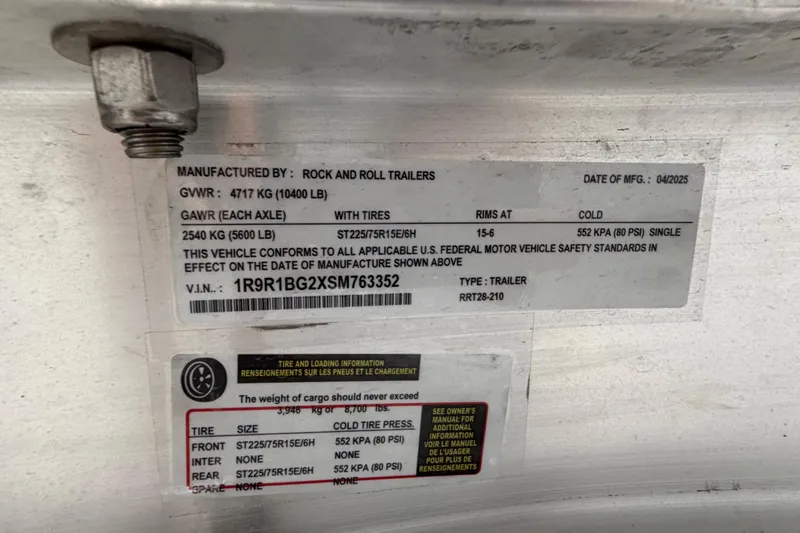 MANUFACTURED BY : ROCK AND ROLL TRAILERS DATE OF MFG. : 04/2025
GVWR : 4717 KG (10400 LB)
GAWR (EACH AXLE) WITH TIRES RIMS AT COLD
2540 KG (5600 LB) ST225/75R15E/6H 15-6 552 KPA (80 PSI) SINGLE
THIS VEHICLE CONFORMS TO ALL APPLICABLE U.S. FEDERAL MOTOR VEHICLE SAFETY STANDARDS IN
EFFECT ON THE DATE OF MANUFACTURE SHOWN ABOVE
V.I.N.. : 1R9R1BG2XSM763352 TYPE : TRAILER
RRT28-210
TIRE AND LOADING INFORMATION
RENSEIGNEMENTS SUR LES PNEUS ET LE CHARGEMENT
The weight of cargo should never exceed
3,946 kg or 8,700 lbs.
TIRE SIZE COLD TIRE PRESS.
FRONT ST225/75R15E/6H 552 KPA (80 PSI)
INTER NONE NONE
REAR ST225/75R15E/6H 552 KPA (80 PSI)
SPARE NONE NONE
SEE OWNER'S
MANUAL FOR
ADDITIONAL
INFORMATION
VOIR LE MANUEL
DE L'USAGER
POUR PLUS DE
RENSEIGNEMENTS